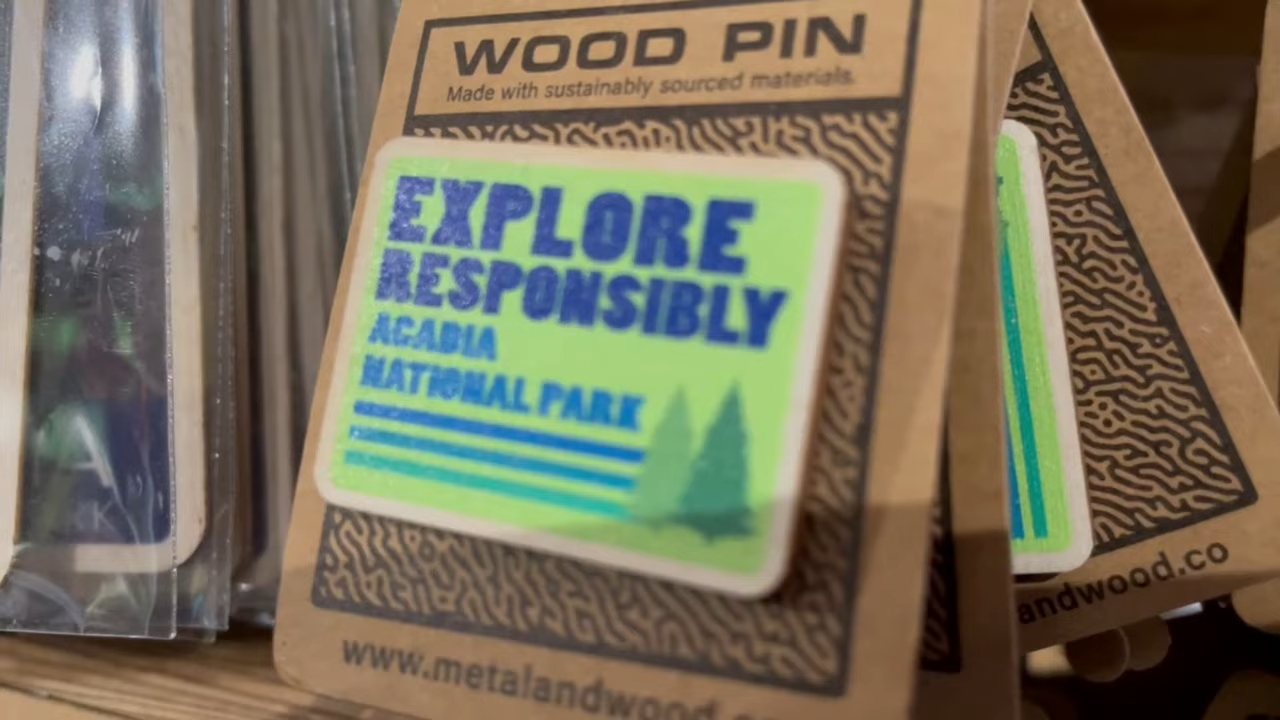 WOOD PIN
Made with sustainably sourced materials.
EXPLORE
RESPONSIBLY
ACADIA
NATIONAL PARK
www.metalandwood.co
andwood.co